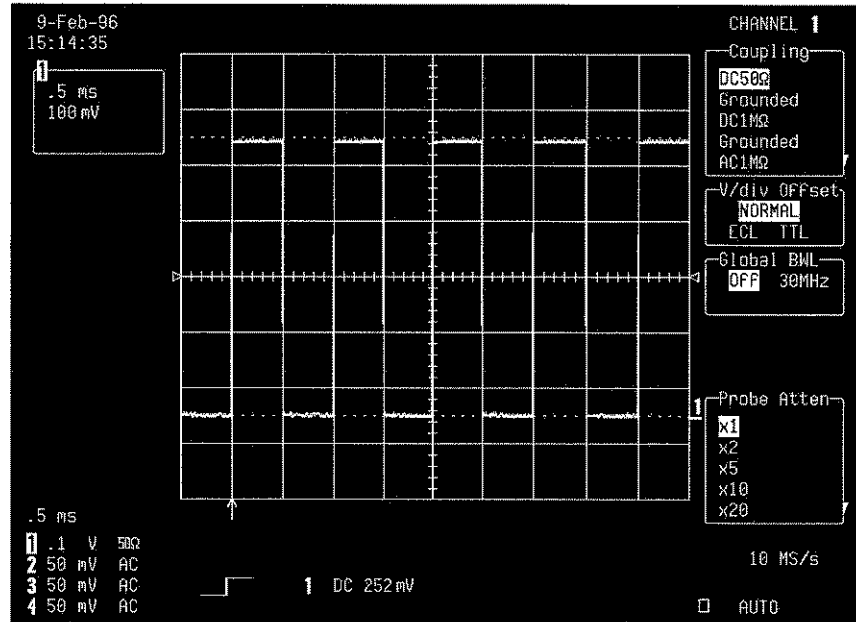 9-Feb-96
15:14:35
1
.5 ms
100 mV
CHANNEL 1
Coupling
DC50Ω
Grounded
DC1MΩ
Grounded
AC1MΩ
V/div Offset
NORMAL
ECL TTL
Global BWL
OFF 30MHz
1
Probe Atten
x1
x2
x5
x10
x20
.5 ms
1 .1 V 50Ω
2 50 mV AC
3 50 mV AC
4 50 mV AC
1 DC 252mV
10 MS/s
AUTO